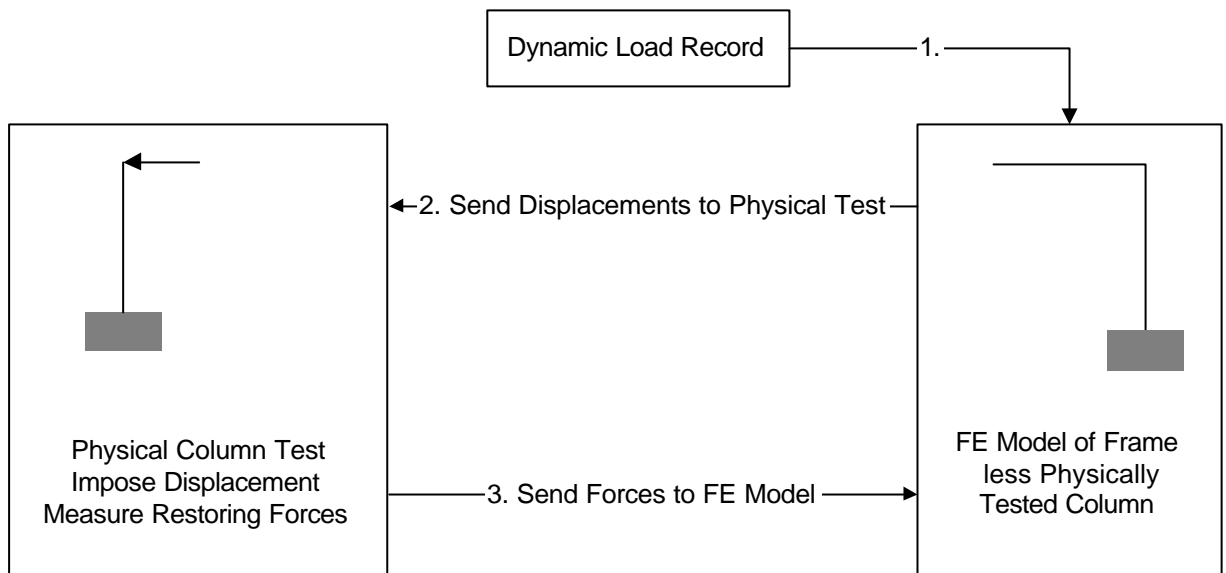 Dynamic Load Record
1.
2. Send Displacements to Physical Test
Physical Column Test
Impose Displacement
Measure Restoring Forces
3. Send Forces to FE Model
FE Model of Frame
less Physically
Tested Column